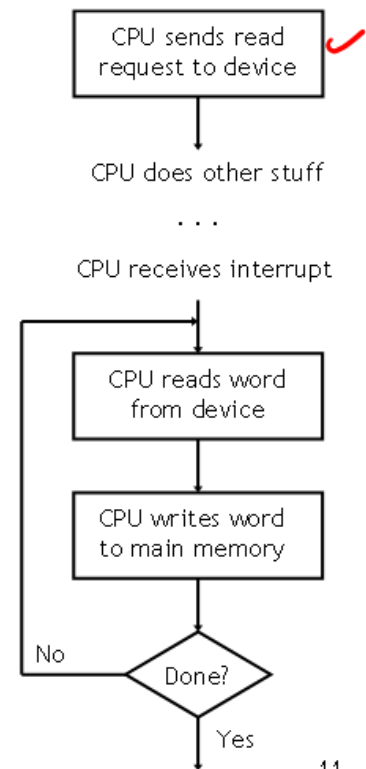 CPU sends read
request to device
CPU does other stuff
. . .
CPU receives interrupt
CPU reads word
from device
CPU writes word
to main memory
No
Done?
Yes
11